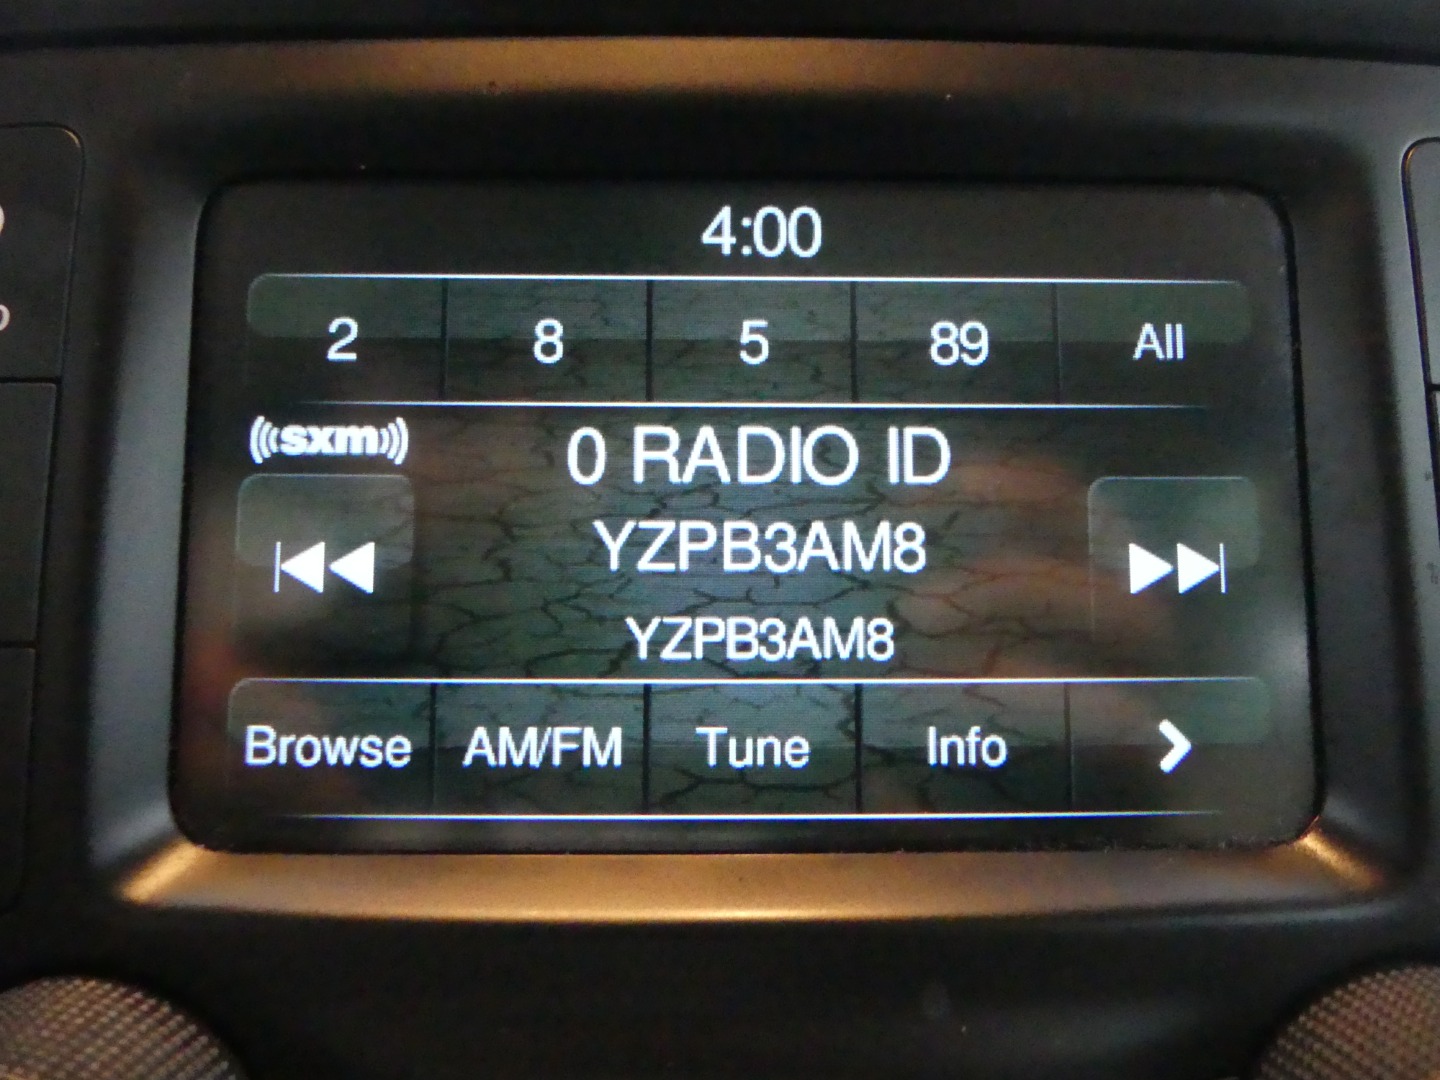 4:00
2 8 5 89 All
((( sxm )))
0 RADIO ID
YZPB3AM8
YZPB3AM8
Browse AM/FM Tune Info